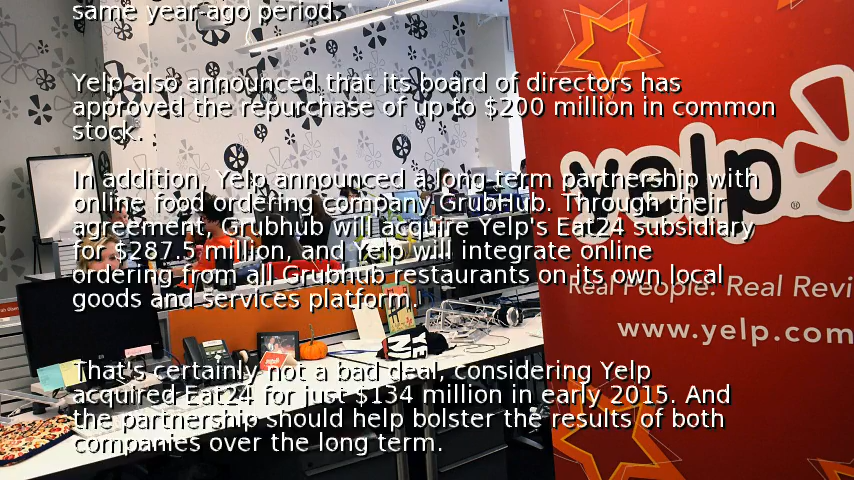 same year-ago period.
Yelp also announced that its board of directors has
approved the repurchase of up to $200 million in common
stock.
In addition, Yelp announced a long-term partnership with
online food ordering company GrubHub. Through their
agreement, Grubhub will acquire Yelp's Eat24 subsidiary
for $287.5 million, and Yelp will integrate online
ordering from all Grubhub restaurants on its own local
goods and services platform.
That's certainly not a bad deal, considering Yelp
acquired Eat24 for just $134 million in early 2015. And
the partnership should help bolster the results of both
companies over the long term.
yelp
®
Real People. Real Revi
www.yelp.com
YE